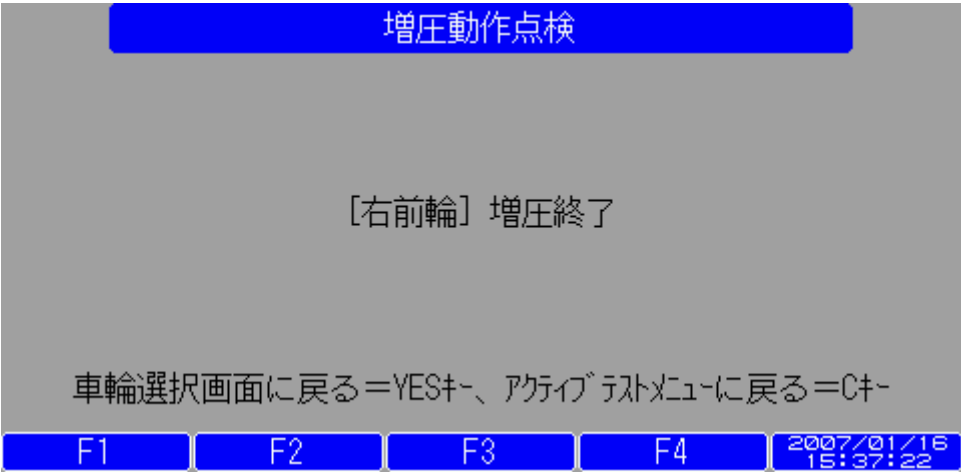 増圧動作点検
[右前輪] 増圧終了
車輪選択画面に戻る＝YESｷｰ、ｱｸﾃｨﾌﾞﾃｽﾄﾒﾆｭｰに戻る＝Cｷｰ
F1 F2 F3 F4 2007/01/16
15:37:22